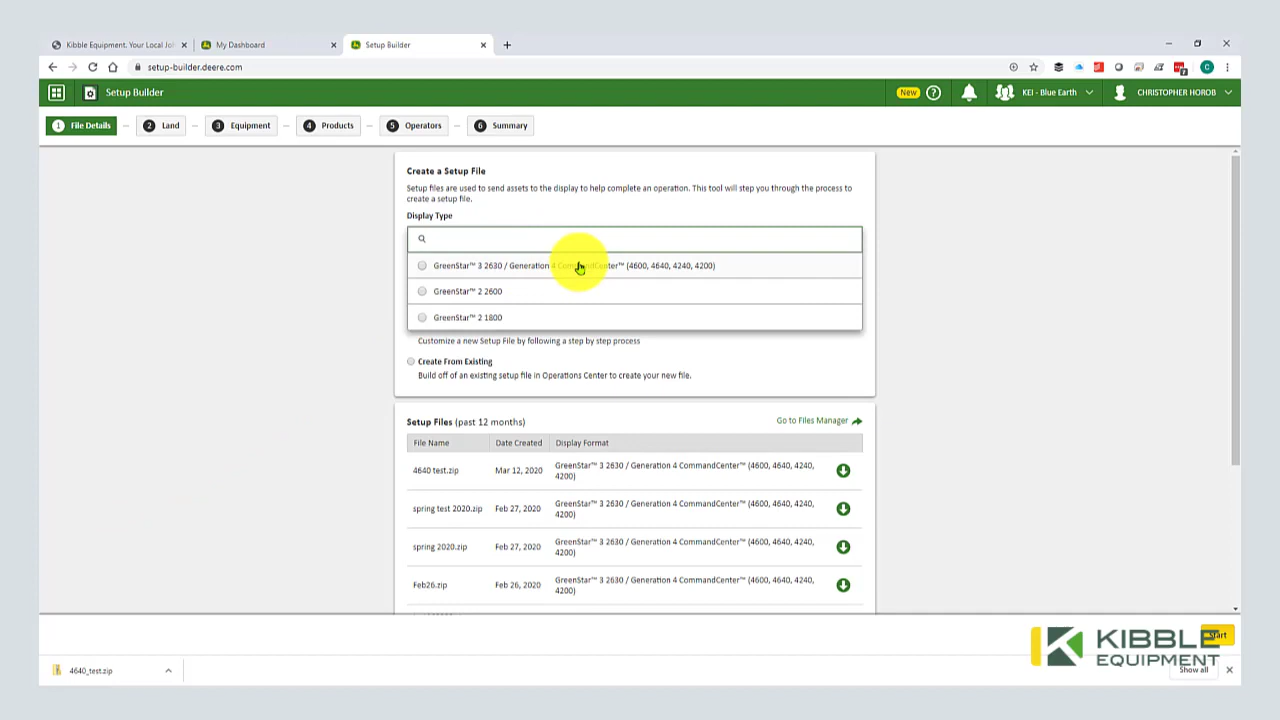 Kibble Equipment. Your Local Jo
My Dashboard
Setup Builder
setup-builder.deere.com
Setup Builder
New
KEI - Blue Earth
CHRISTOPHER HOROB
1 File Details
2 Land
3 Equipment
4 Products
5 Operators
6 Summary
Create a Setup File
Setup files are used to send assets to the display to help complete an operation. This tool will step you through the process to
create a setup file.
Display Type
GreenStar™ 3 2630 / Generation 4 CommandCenter™ (4600, 4640, 4240, 4200)
GreenStar™ 2 2600
GreenStar™ 2 1800
Customize a new Setup File by following a step by step process
Create From Existing
Build off of an existing setup file in Operations Center to create your new file.
Setup Files (past 12 months)
Go to Files Manager
File Name Date Created Display Format
4640 test.zip Mar 12, 2020 GreenStar™ 3 2630 / Generation 4 CommandCenter™ (4600, 4640, 4240,
4200)
spring test 2020.zip Feb 27, 2020 GreenStar™ 3 2630 / Generation 4 CommandCenter™ (4600, 4640, 4240,
4200)
spring 2020.zip Feb 27, 2020 GreenStar™ 3 2630 / Generation 4 CommandCenter™ (4600, 4640, 4240,
4200)
Feb26.zip Feb 26, 2020 GreenStar™ 3 2630 / Generation 4 CommandCenter™ (4600, 4640, 4240,
4200)
Start
KIBBLE
EQUIPMENT
4640_test.zip
Show all